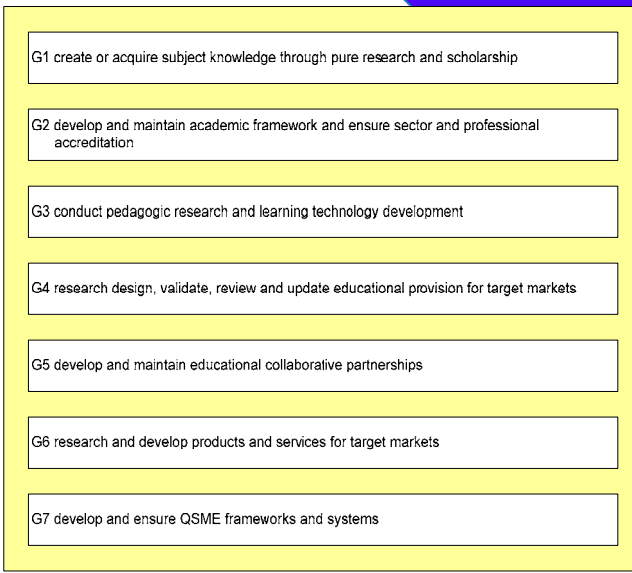 G1 create or acquire subject knowledge through pure research and scholarship
G2 develop and maintain academic framework and ensure sector and professional
accreditation
G3 conduct pedagogic research and learning technology development
G4 research design, validate, review and update educational provision for target markets
G5 develop and maintain educational collaborative partnerships
G6 research and develop products and services for target markets
G7 develop and ensure QSME frameworks and systems